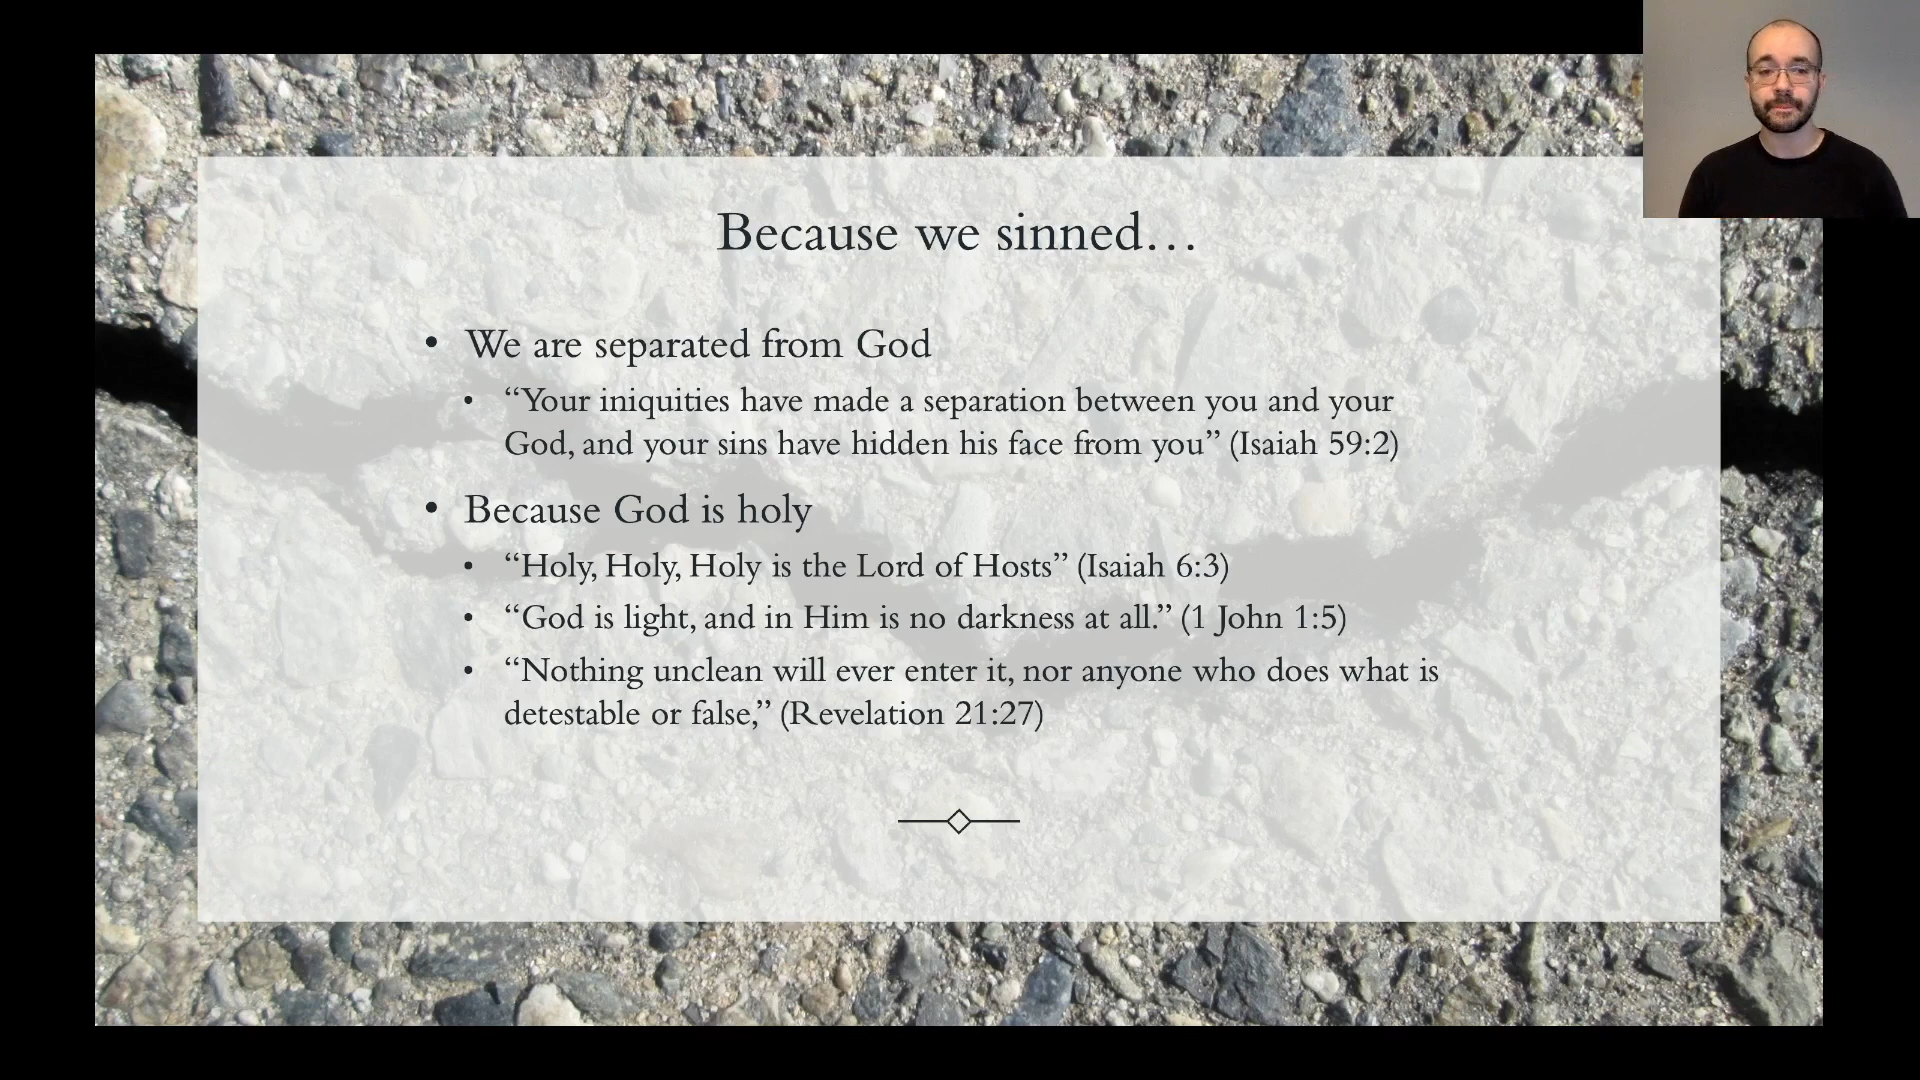 Because we sinned…
• We are separated from God
• “Your iniquities have made a separation between you and your
God, and your sins have hidden his face from you” (Isaiah 59:2)
• Because God is holy
• “Holy, Holy, Holy is the Lord of Hosts” (Isaiah 6:3)
• “God is light, and in Him is no darkness at all.” (1 John 1:5)
• “Nothing unclean will ever enter it, nor anyone who does what is
detestable or false,” (Revelation 21:27)